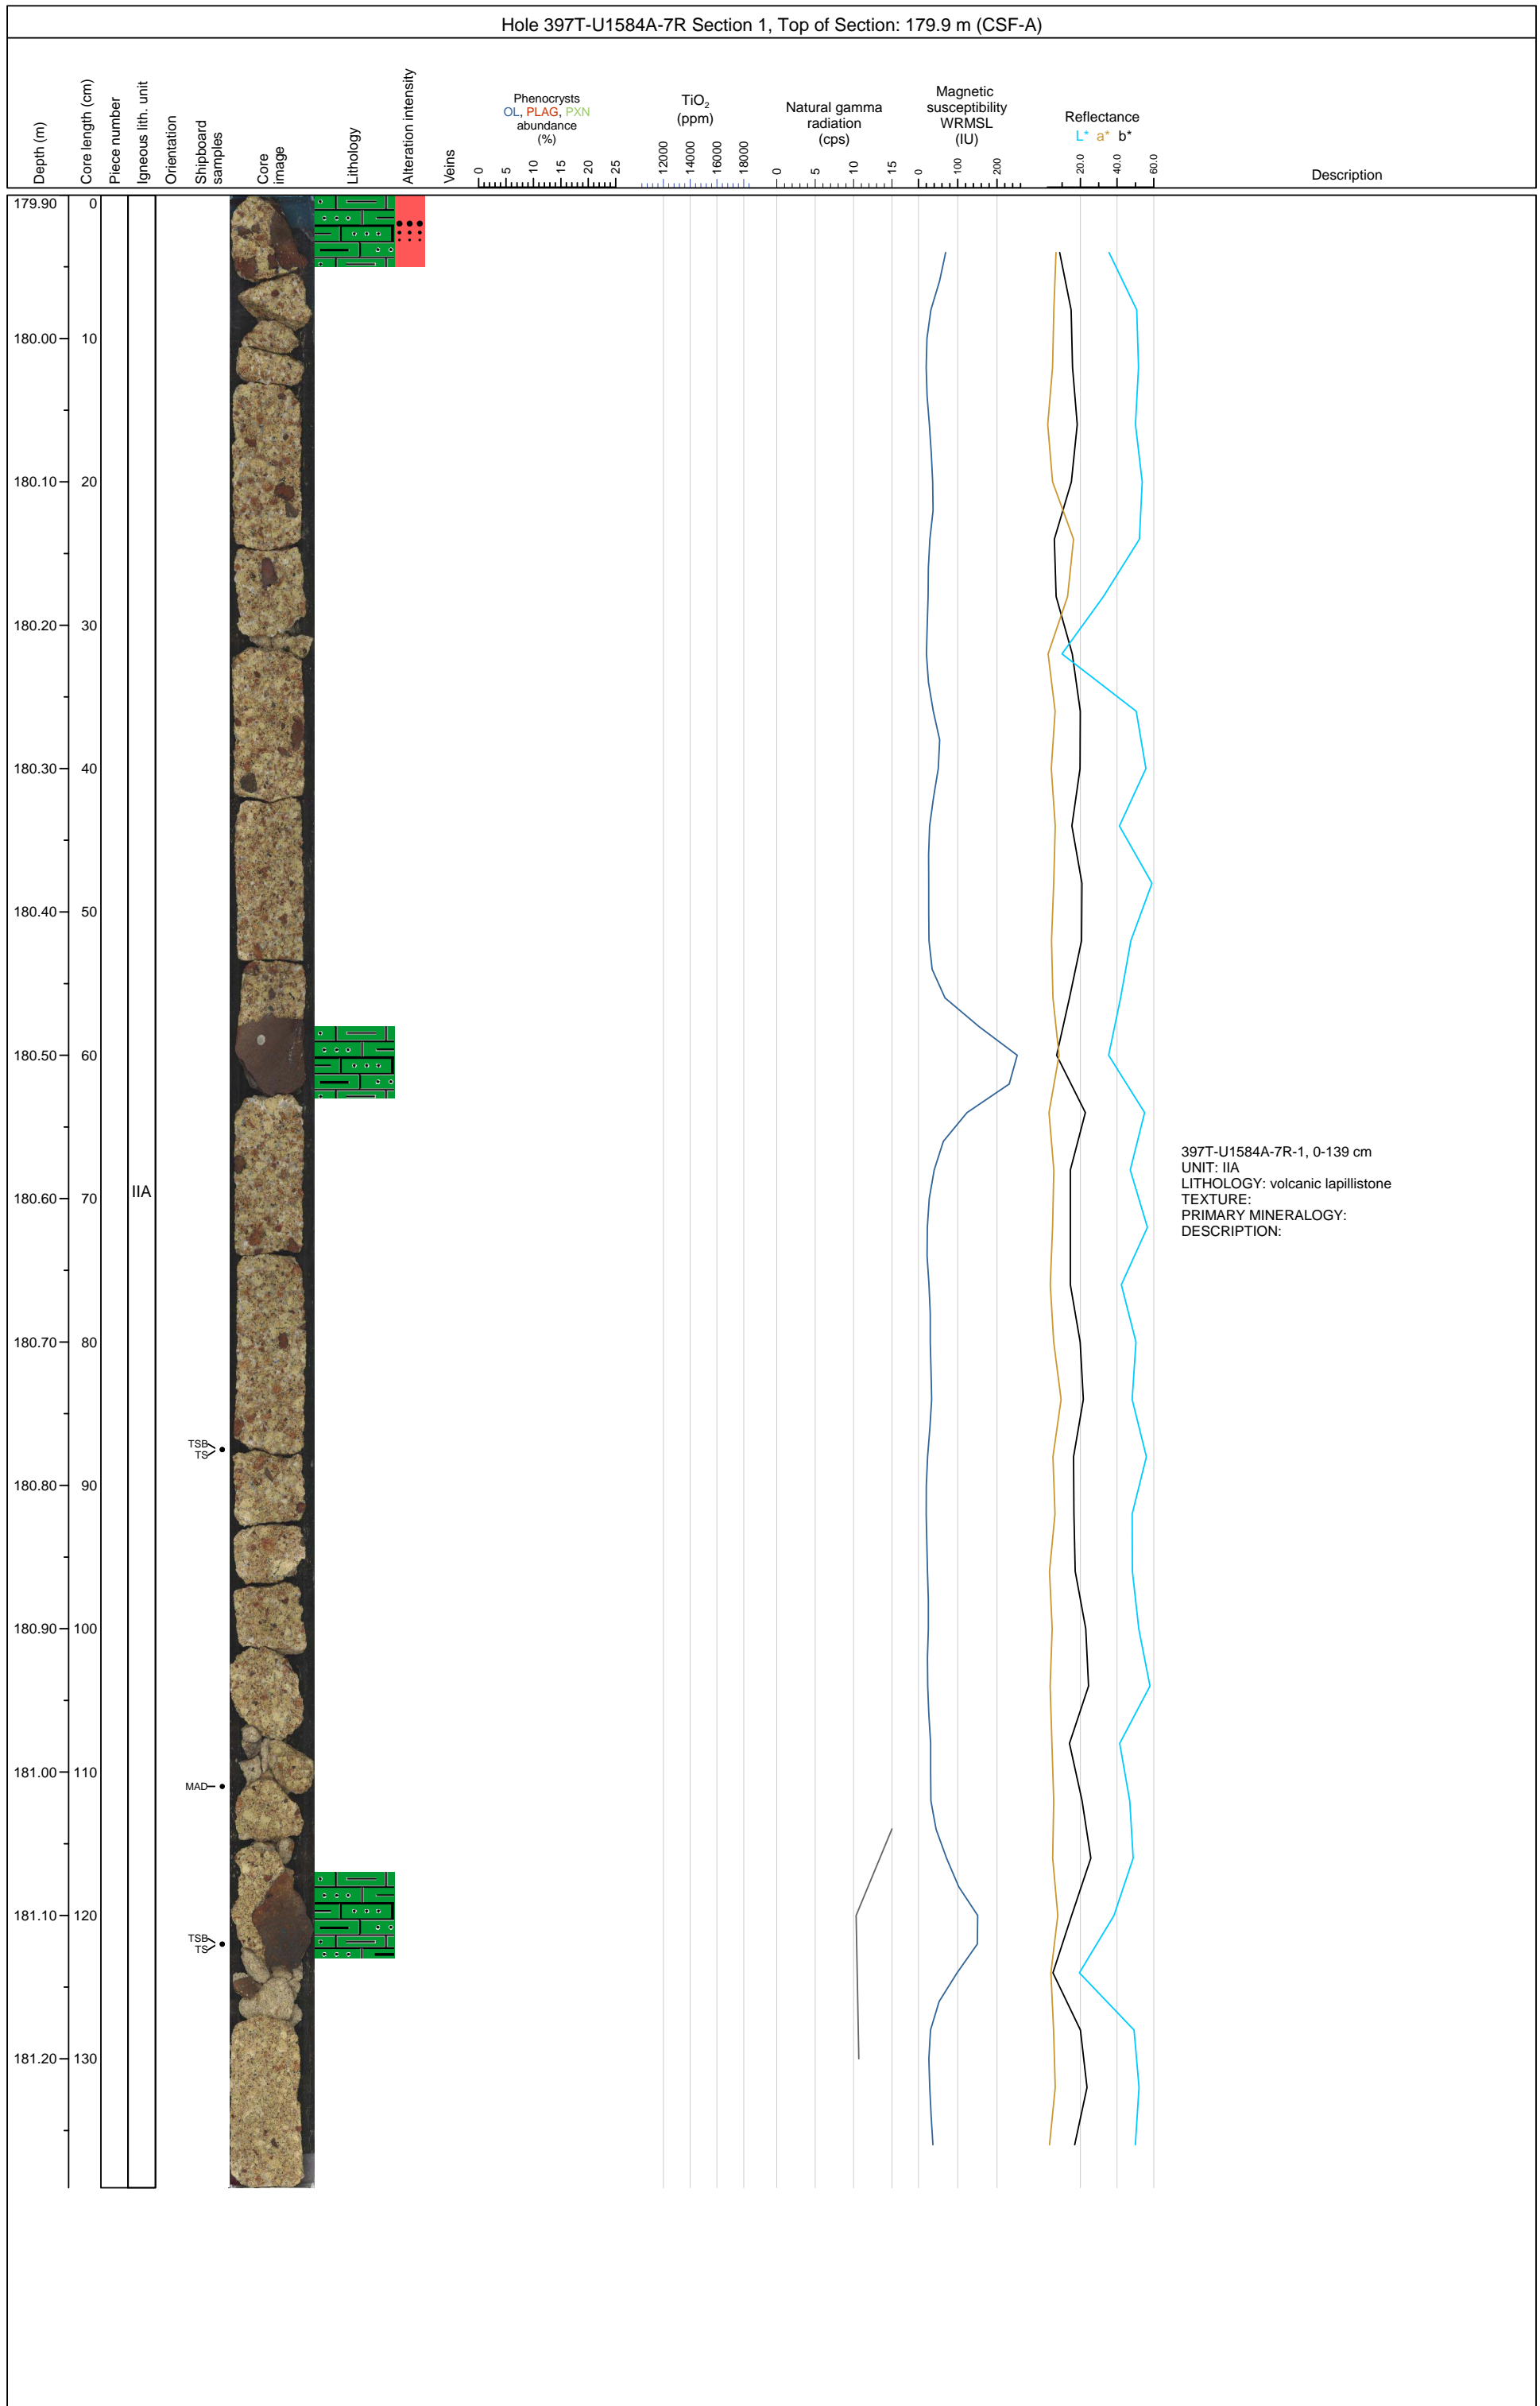 Hole 397T-U1584A-7R Section 1, Top of Section: 179.9 m (CSF-A)
Depth (m)
Core length (cm)
Piece number
Igneous lith. unit
Orientation
Shipboard
samples
Core
image
Lithology
Alteration intensity
Veins
Phenocrysts
OL, PLAG, PXN
abundance
(%)
0 5 10 15 20 25
TiO2
(ppm)
12000 14000 16000 18000
Natural gamma
radiation
(cps)
0 5 10 15
Magnetic
susceptibility
WRMSL
(IU)
0 100 200
Reflectance
L* a* b*
20.0 40.0 60.0
Description
179.90 0
180.00 10
180.10 20
180.20 30
180.30 40
180.40 50
180.50 60
397T-U1584A-7R-1, 0-139 cm
UNIT: IIA
LITHOLOGY: volcanic lapillistone
TEXTURE:
PRIMARY MINERALOGY:
DESCRIPTION:
IIA
180.60 70
180.70 80
TSB
TS
180.80 90
180.90 100
181.00 110
MAD
181.10 120
TSB
TS
181.20 130